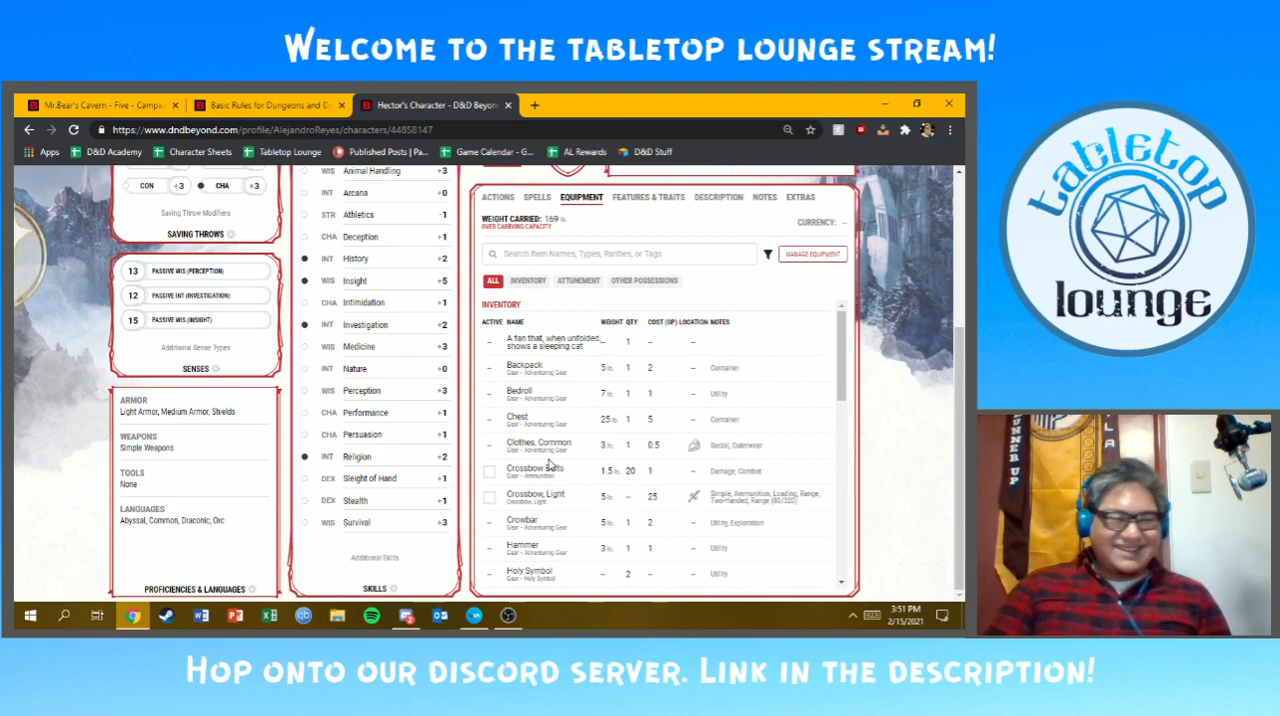 WELCOME TO THE TABLETOP LOUNGE STREAM!
Mr.Bear's Cavern - Five - Campa
Basic Rules for Dungeons and D
Hector's Character - D&D Beyon
https://www.dndbeyond.com/profile/AlejandroReyes/characters/44858147
Apps
D&D Academy
Character Sheets
Tabletop Lounge
Published Posts | Pa...
Game Calendar - G...
AL Rewards
D&D Stuff
CON +3 CHA +3
Saving Throw Modifiers
SAVING THROWS
13 PASSIVE WIS (PERCEPTION)
12 PASSIVE INT (INVESTIGATION)
15 PASSIVE WIS (INSIGHT)
Additional Sense Types
SENSES
ARMOR
Light Armor, Medium Armor, Shields
WEAPONS
Simple Weapons
TOOLS
None
LANGUAGES
Abyssal, Common, Draconic, Orc
PROFICIENCIES & LANGUAGES
WIS Animal Handling +3
INT Arcana +0
STR Athletics -1
CHA Deception +1
INT History +2
WIS Insight +5
CHA Intimidation +1
INT Investigation +2
WIS Medicine +3
INT Nature +0
WIS Perception +3
CHA Performance +1
CHA Persuasion +1
INT Religion +2
DEX Sleight of Hand +1
DEX Stealth +1
WIS Survival +3
Additional Skills
SKILLS
ACTIONS SPELLS EQUIPMENT FEATURES & TRAITS DESCRIPTION NOTES EXTRAS
WEIGHT CARRIED: 169 lb.
OVER CARRYING CAPACITY
CURRENCY: –
Search Item Names, Types, Rarities, or Tags
MANAGE EQUIPMENT
ALL INVENTORY ATTUNEMENT OTHER POSSESSIONS
INVENTORY
ACTIVE NAME WEIGHT QTY COST (GP) LOCATION NOTES
– A fan that, when unfolded,
shows a sleeping cat – 1 – –
– Backpack 5 lb. 1 2 – Container
Gear - Adventuring Gear
– Bedroll 7 lb. 1 1 – Utility
Gear - Adventuring Gear
– Chest 25 lb. 1 5 – Container
Gear - Adventuring Gear
– Clothes, Common 3 lb. 1 0.5 Social, Outerwear
Gear - Adventuring Gear
Crossbow Bolts 1.5 lb. 20 1 – Damage, Combat
Gear - Ammunition
Crossbow, Light 5 lb. – 25 Simple, Ammunition, Loading, Range,
Crossbow, Light Two-Handed, Range (80/320)
– Crowbar 5 lb. 1 2 – Utility, Exploration
Gear - Adventuring Gear
– Hammer 3 lb. 1 1 – Utility
Gear - Adventuring Gear
– Holy Symbol – 2 – – Utility
Gear - Holy Symbol
3:51 PM
2/15/2021
tabletop
lounge
RUNNER UP
LA
HOP ONTO OUR DISCORD SERVER. LINK IN THE DESCRIPTION!